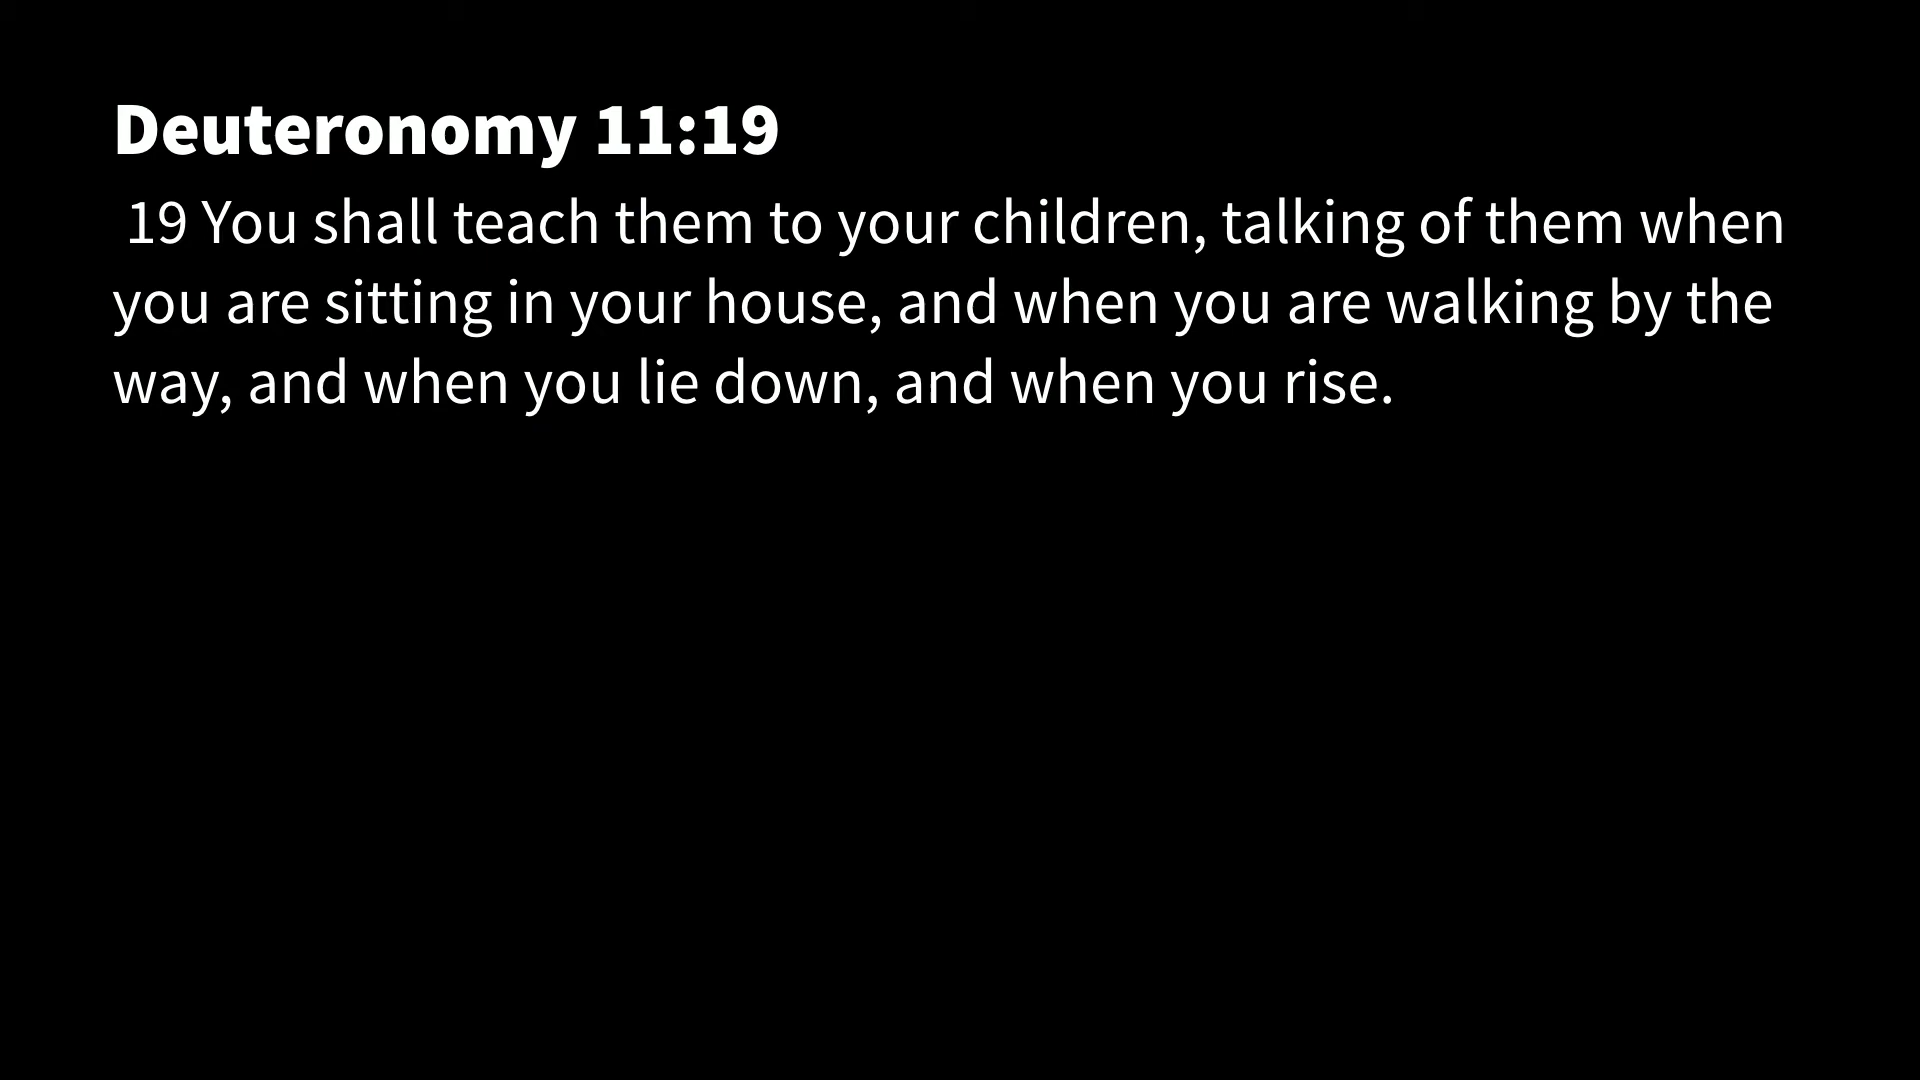 Deuteronomy 11:19
19 You shall teach them to your children, talking of them when
you are sitting in your house, and when you are walking by the
way, and when you lie down, and when you rise.